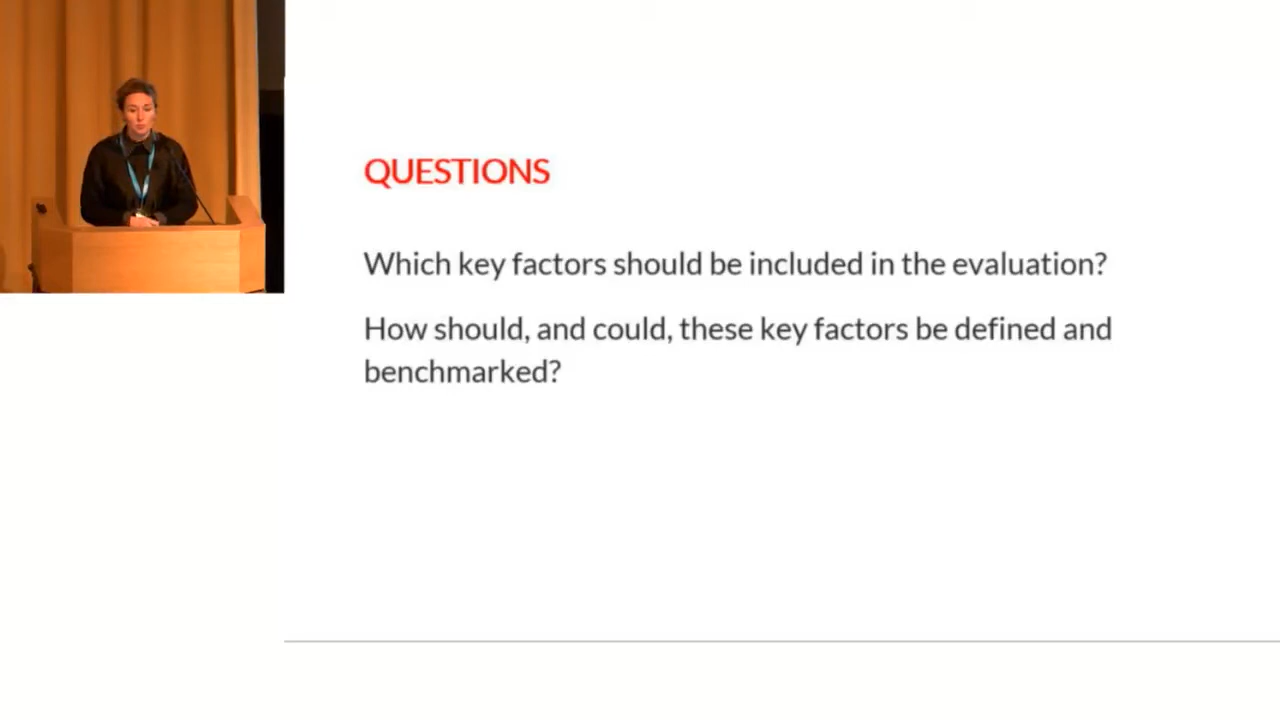 QUESTIONS
Which key factors should be included in the evaluation?
How should, and could, these key factors be defined and
benchmarked?